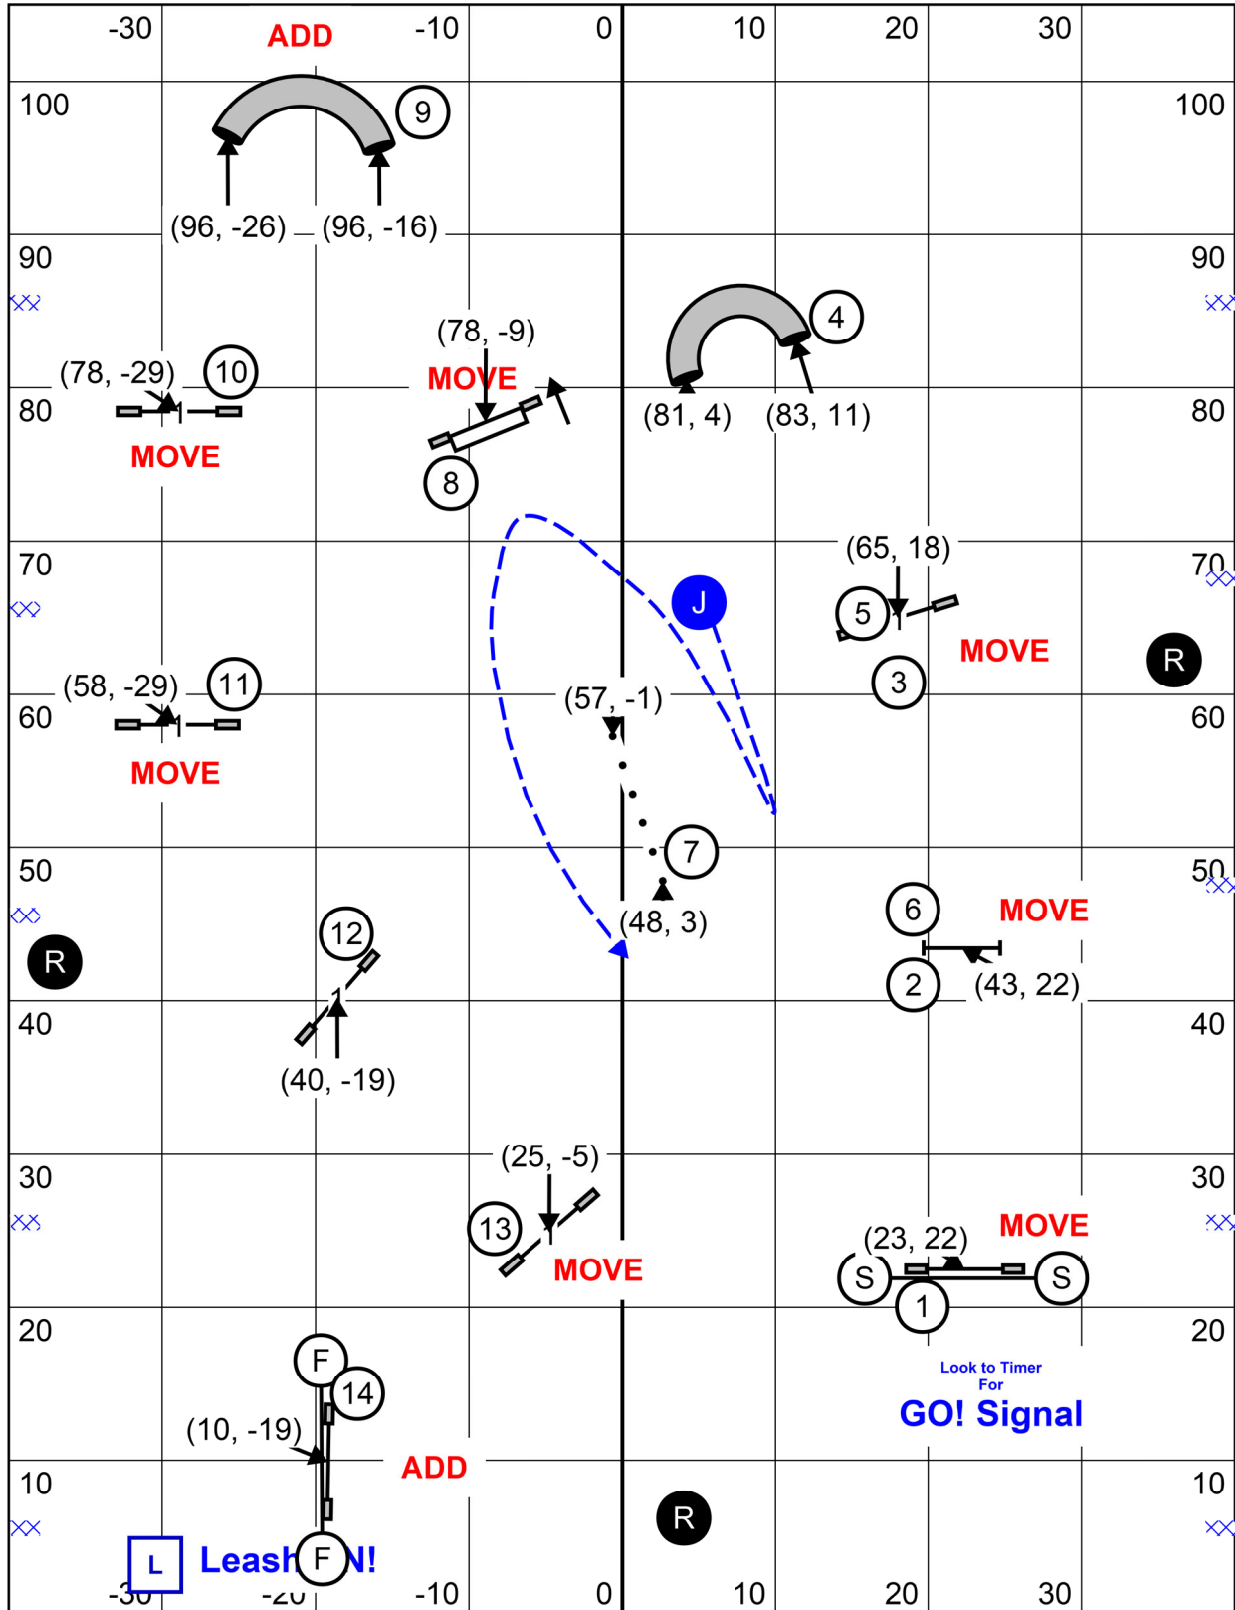 -30 ADD -10 0 10 20 30
100 9 100
(96, -26) (96, -16)
90 90
4
(78, -9)
(78, -29) 10 MOVE
80 (81, 4) (83, 11) 80
MOVE
8
70 (65, 18) 70
J 5
MOVE R
(58, -29) 11 (57, -1) 3
60 60
MOVE
50 7 50
12 (48, 3) 6 MOVE
R 2 (43, 22)
40 40
(40, -19)
30 (25, -5) 30
13 MOVE
(23, 22)
MOVE S S
1
20 20
F Look to Timer
14 For
GO! Signal
(10, -19)
10 ADD 10
R
L Leash F N!
-30 -20 -10 0 10 20 30